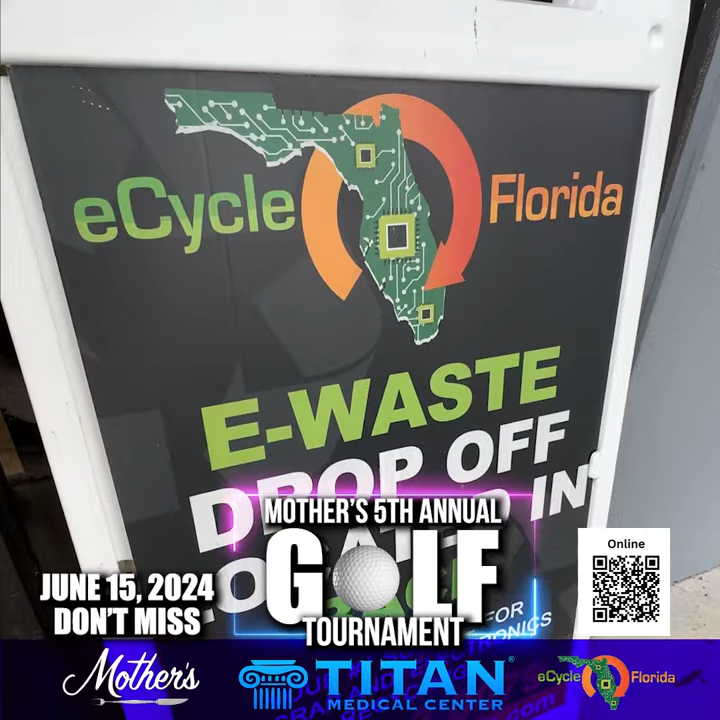 eCycle Florida
E-WASTE
DROP OFF
LOCATED IN
FOR
MOTHER'S 5TH ANNUAL
GOLF
TOURNAMENT
JUNE 15, 2024
DON'T MISS
Online
Mother's
TITAN®
MEDICAL CENTER
eCycle Florida